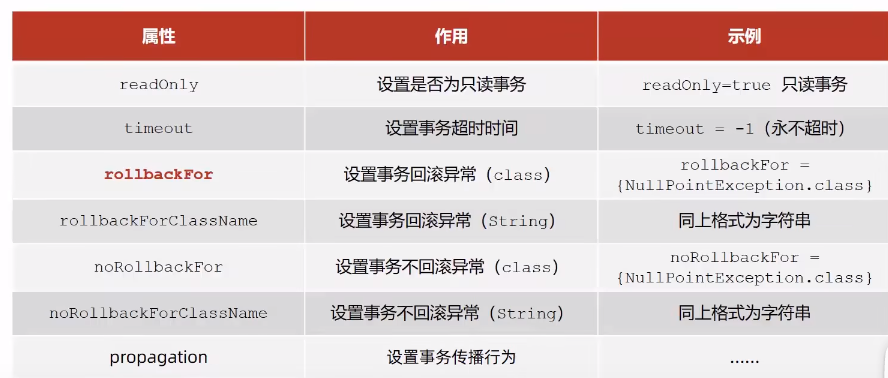 属性 作用 示例
readOnly 设置是否为只读事务 readOnly=true 只读事务
timeout 设置事务超时时间 timeout = -1（永不超时）
rollbackFor 设置事务回滚异常（class） rollbackFor =
{NullPointException.class}
rollbackForClassName 设置事务回滚异常（String） 同上格式为字符串
noRollbackFor 设置事务不回滚异常（class） noRollbackFor =
{NullPointException.class}
noRollbackForClassName 设置事务不回滚异常（String） 同上格式为字符串
propagation 设置事务传播行为 ……